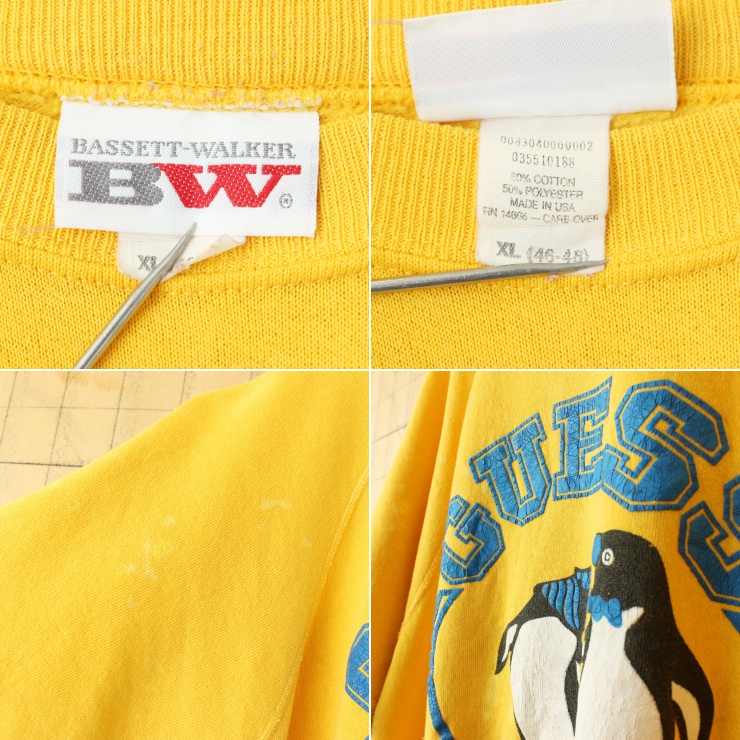 BASSETT-WALKER
BW®
XL
0083040000002
035510188
50% COTTON
50% POLYESTER
MADE IN USA
RN 14806 — CARE OVER
XL (46-48)
GUESS